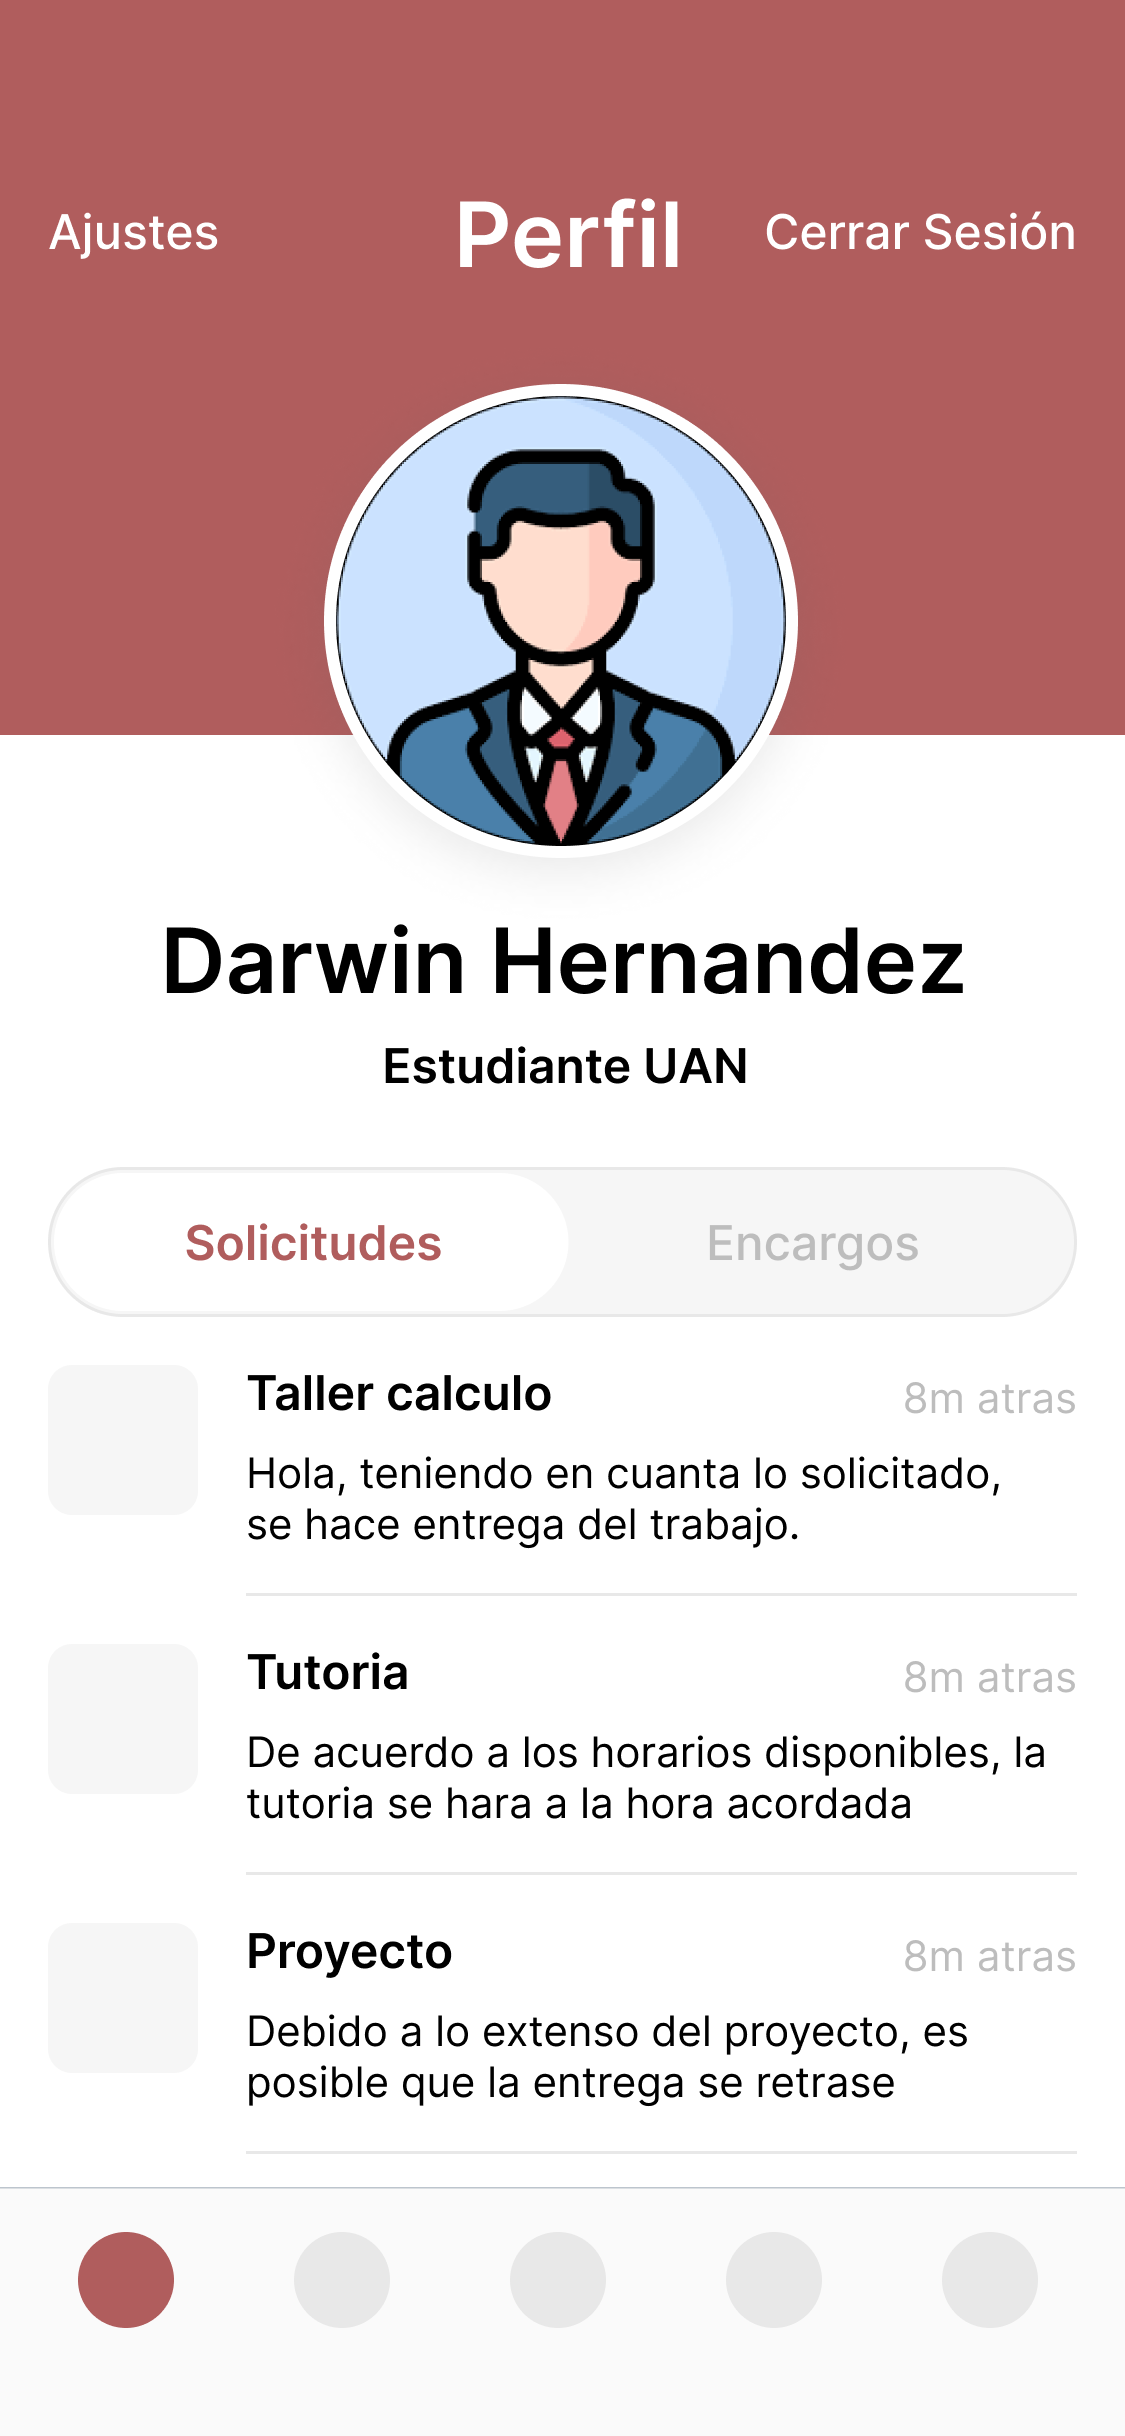 Ajustes
Perfil
Cerrar Sesión
Darwin Hernandez
Estudiante UAN
Solicitudes
Encargos
Taller calculo
8m atras
Hola, teniendo en cuanta lo solicitado,
se hace entrega del trabajo.
Tutoria
8m atras
De acuerdo a los horarios disponibles, la
tutoria se hara a la hora acordada
Proyecto
8m atras
Debido a lo extenso del proyecto, es
posible que la entrega se retrase